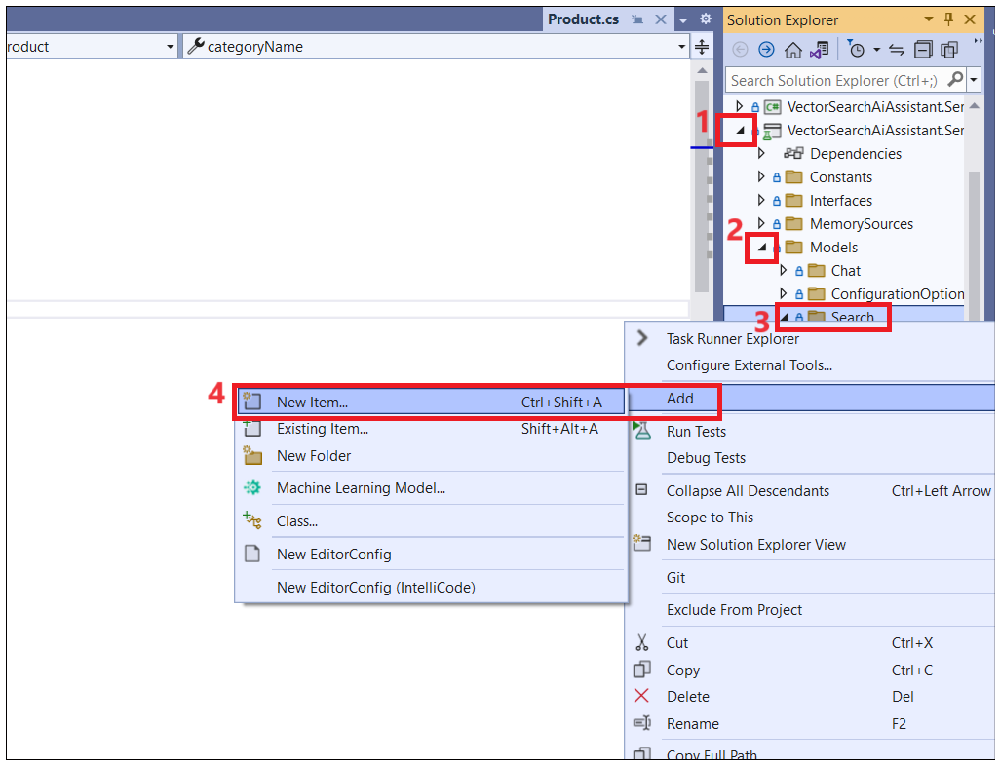 Product.cs
Solution Explorer
roduct
categoryName
Search Solution Explorer (Ctrl+;)
VectorSearchAiAssistant.Ser
1
VectorSearchAiAssistant.Ser
Dependencies
Constants
Interfaces
MemorySources
2
Models
Chat
ConfigurationOption
3
Search
Task Runner Explorer
Configure External Tools...
Add
4
New Item...    Ctrl+Shift+A
Existing Item...    Shift+Alt+A
New Folder
Machine Learning Model...
Class...
New EditorConfig
New EditorConfig (IntelliCode)
Run Tests
Debug Tests
Collapse All Descendants    Ctrl+Left Arrow
Scope to This
New Solution Explorer View
Git
Exclude From Project
Cut    Ctrl+X
Copy    Ctrl+C
Delete    Del
Rename    F2
Copy Full Path